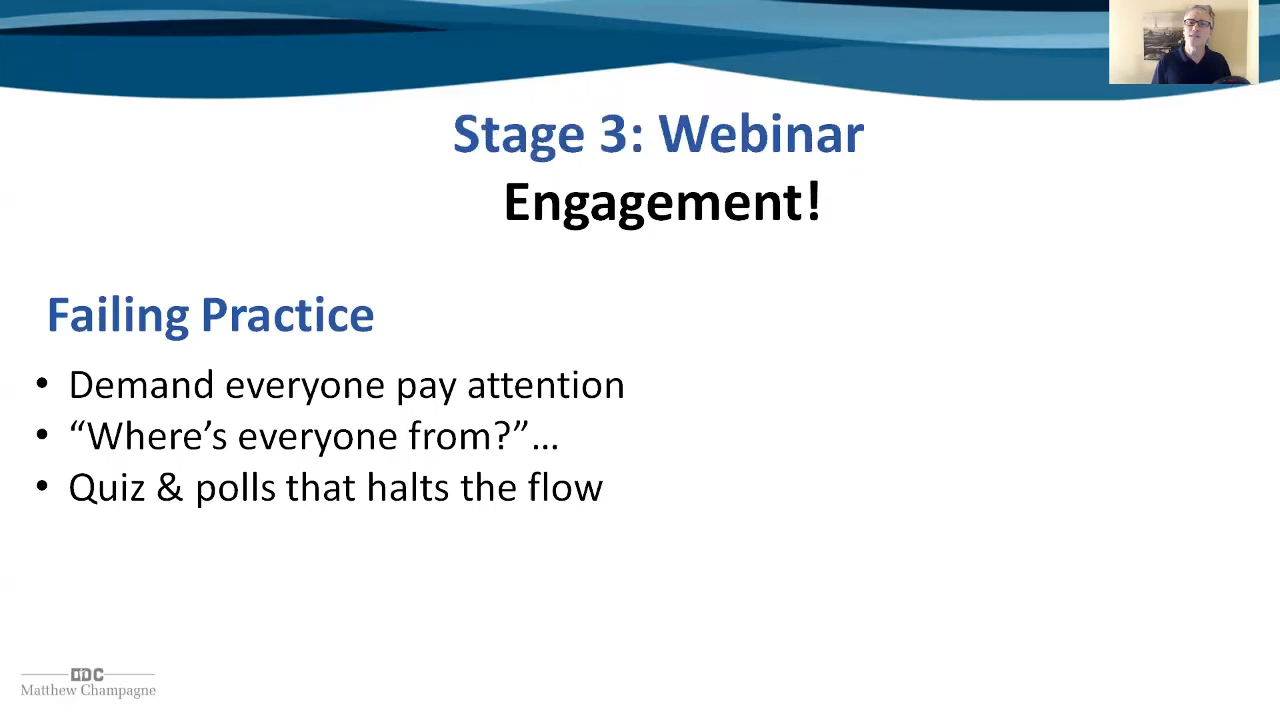 Stage 3: Webinar
Engagement!
Failing Practice
• Demand everyone pay attention
• “Where’s everyone from?”…
• Quiz & polls that halts the flow
Matthew Champagne